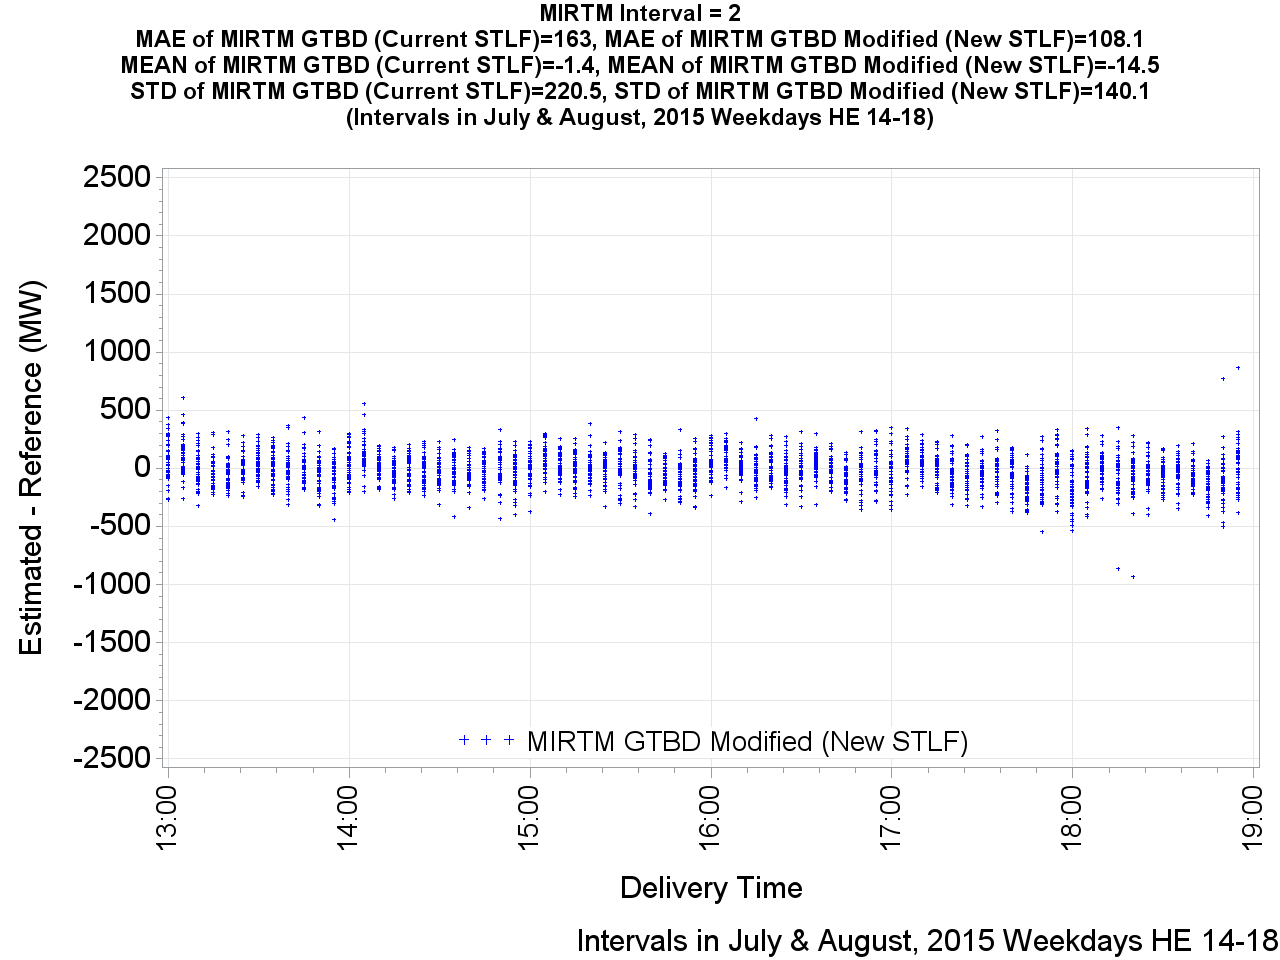 MIRTM Interval = 2
MAE of MIRTM GTBD (Current STLF)=163, MAE of MIRTM GTBD Modified (New STLF)=108.1
MEAN of MIRTM GTBD (Current STLF)=-1.4, MEAN of MIRTM GTBD Modified (New STLF)=-14.5
STD of MIRTM GTBD (Current STLF)=220.5, STD of MIRTM GTBD Modified (New STLF)=140.1
(Intervals in July & August, 2015 Weekdays HE 14-18)
Estimated - Reference (MW)
2500
2000
1500
1000
500
0
-500
-1000
-1500
-2000
-2500
MIRTM GTBD Modified (New STLF)
13:00
14:00
15:00
16:00
17:00
18:00
19:00
Delivery Time
Intervals in July & August, 2015 Weekdays HE 14-18